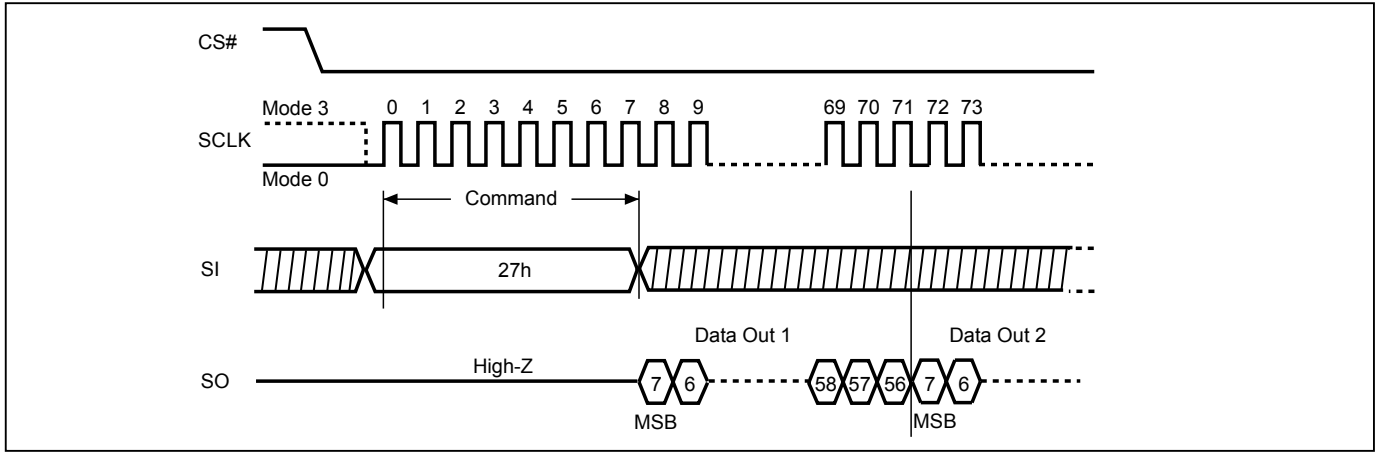 CS#
Mode 3
0 1 2 3 4 5 6 7 8 9 69 70 71 72 73
SCLK
Mode 0
Command
SI
27h
Data Out 1 Data Out 2
SO
High-Z
7 6 58 57 56 7 6
MSB MSB